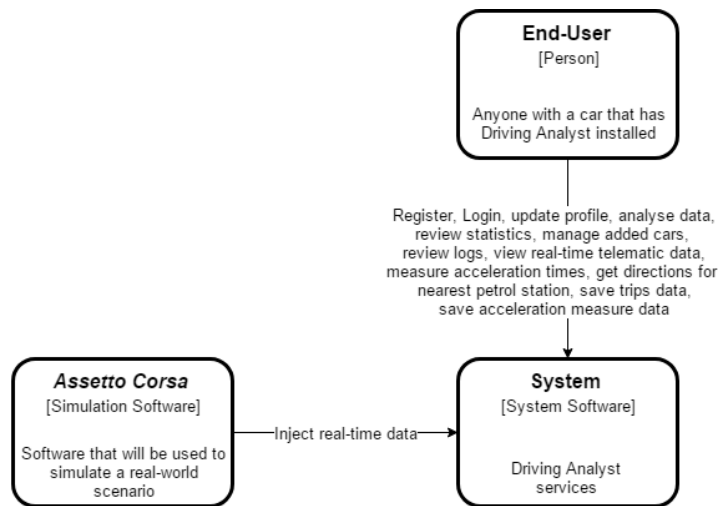 End-User
[Person]
Anyone with a car that has
Driving Analyst installed
Register, Login, update profile, analyse data,
review statistics, manage added cars,
review logs, view real-time telematic data,
measure acceleration times, get directions for
nearest petrol station, save trips data,
save acceleration measure data
Assetto Corsa
[Simulation Software]
Software that will be used to
simulate a real-world
scenario
Inject real-time data
System
[System Software]
Driving Analyst
services